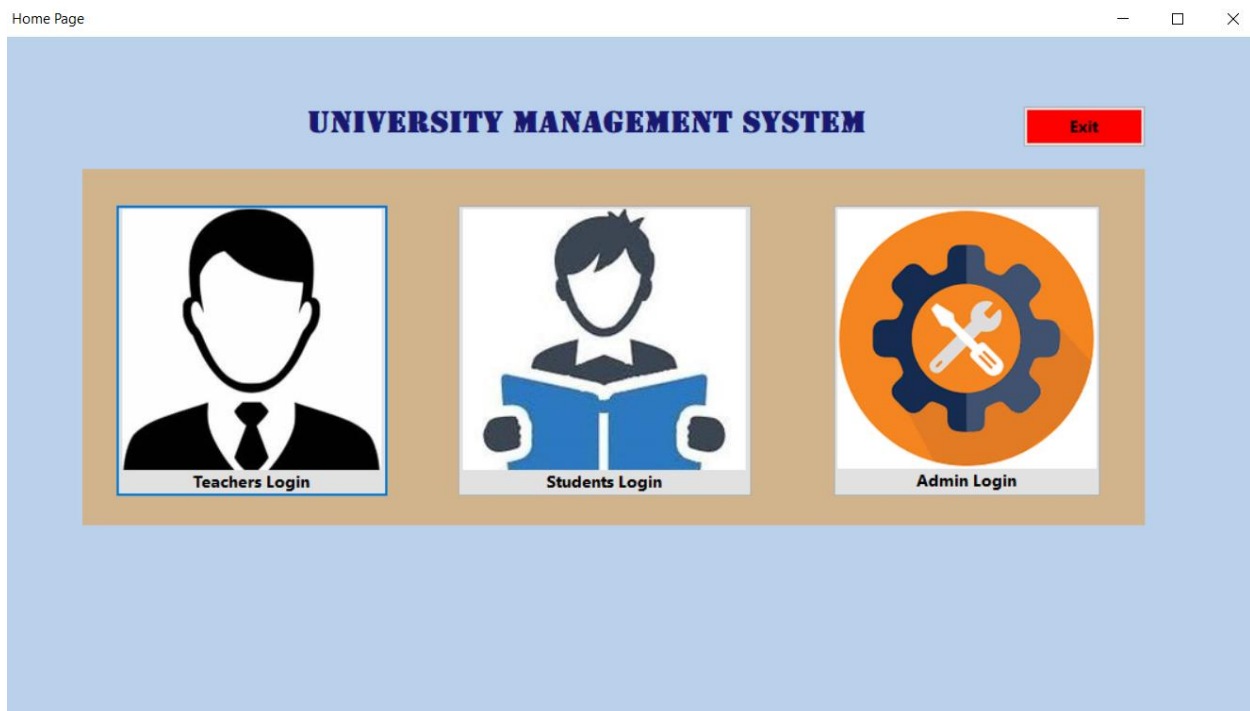 Home Page
UNIVERSITY MANAGEMENT SYSTEM
Exit
Teachers Login
Students Login
Admin Login